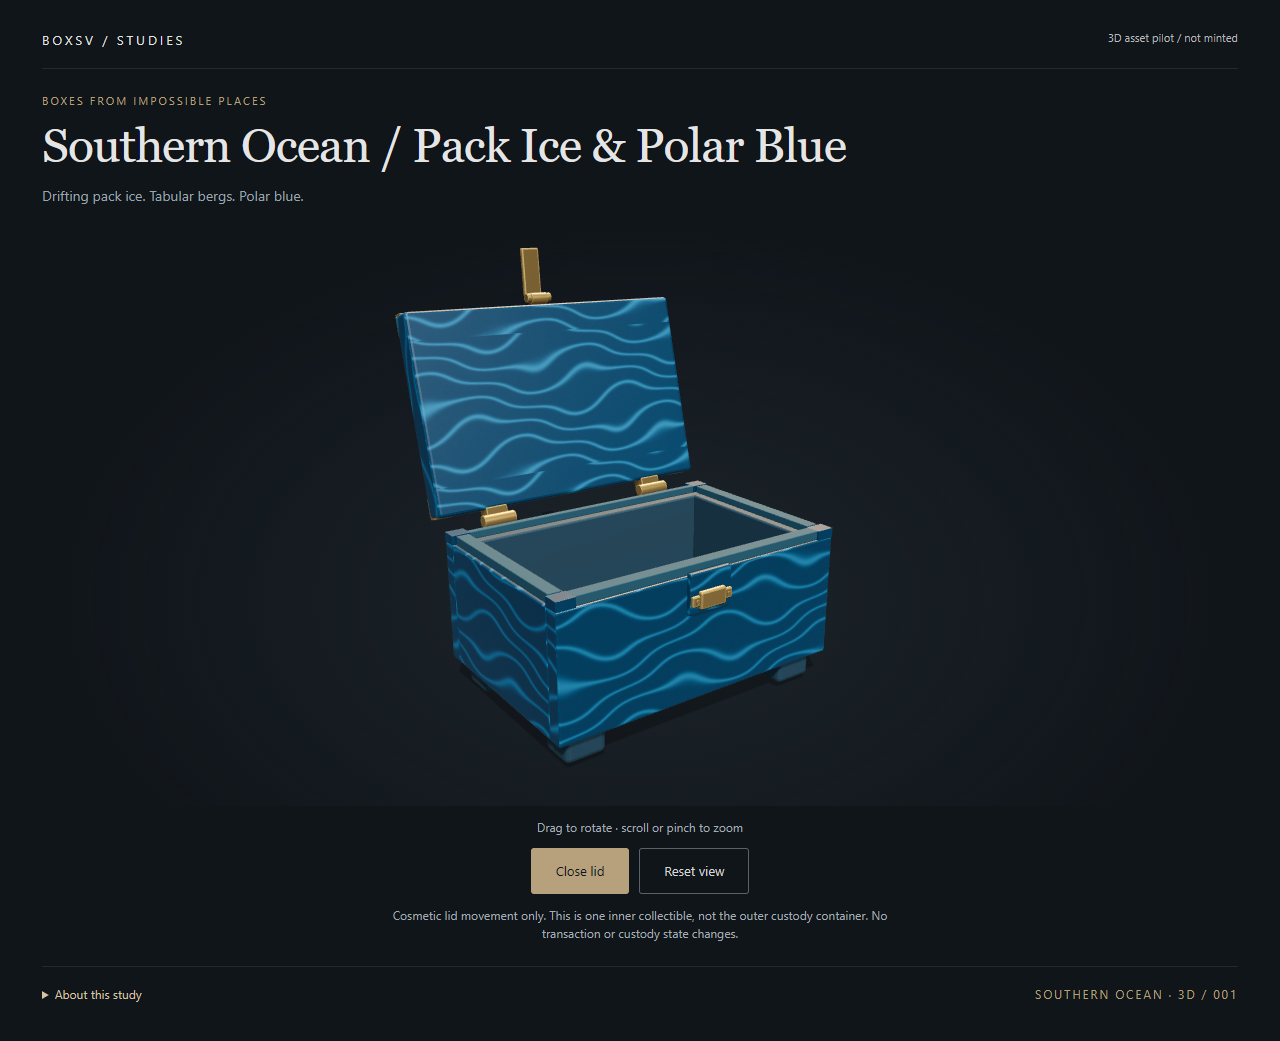 BOXSV / STUDIES
3D asset pilot / not minted
BOXES FROM IMPOSSIBLE PLACES
Southern Ocean / Pack Ice & Polar Blue
Drifting pack ice. Tabular bergs. Polar blue.
Drag to rotate · scroll or pinch to zoom
Close lid
Reset view
Cosmetic lid movement only. This is one inner collectible, not the outer custody container. No
transaction or custody state changes.
About this study
SOUTHERN OCEAN · 3D / 001